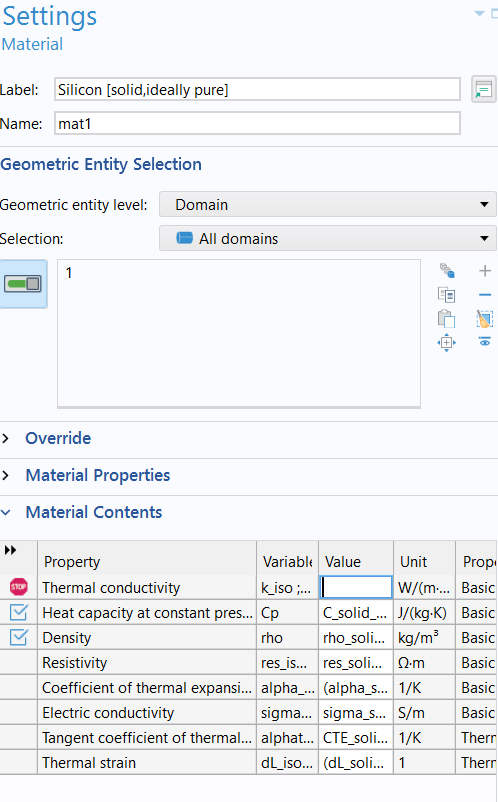 Settings
Material
Label: Silicon [solid,ideally pure]
Name: mat1
Geometric Entity Selection
Geometric entity level: Domain
Selection: All domains
1
Override
Material Properties
Material Contents
Property Variable Value Unit Prope
STOP Thermal conductivity k_iso ;... W/(m·... Basic
Heat capacity at constant pres... Cp C_solid_... J/(kg·K) Basic
Density rho rho_soli... kg/m³ Basic
Resistivity res_is... res_soli... Ω·m Basic
Coefficient of thermal expansi... alpha_... (alpha_s... 1/K Basic
Electric conductivity sigma... sigma_s... S/m Basic
Tangent coefficient of thermal... alphat... CTE_soli... 1/K Therm
Thermal strain dL_iso... (dL_soli... 1 Therm